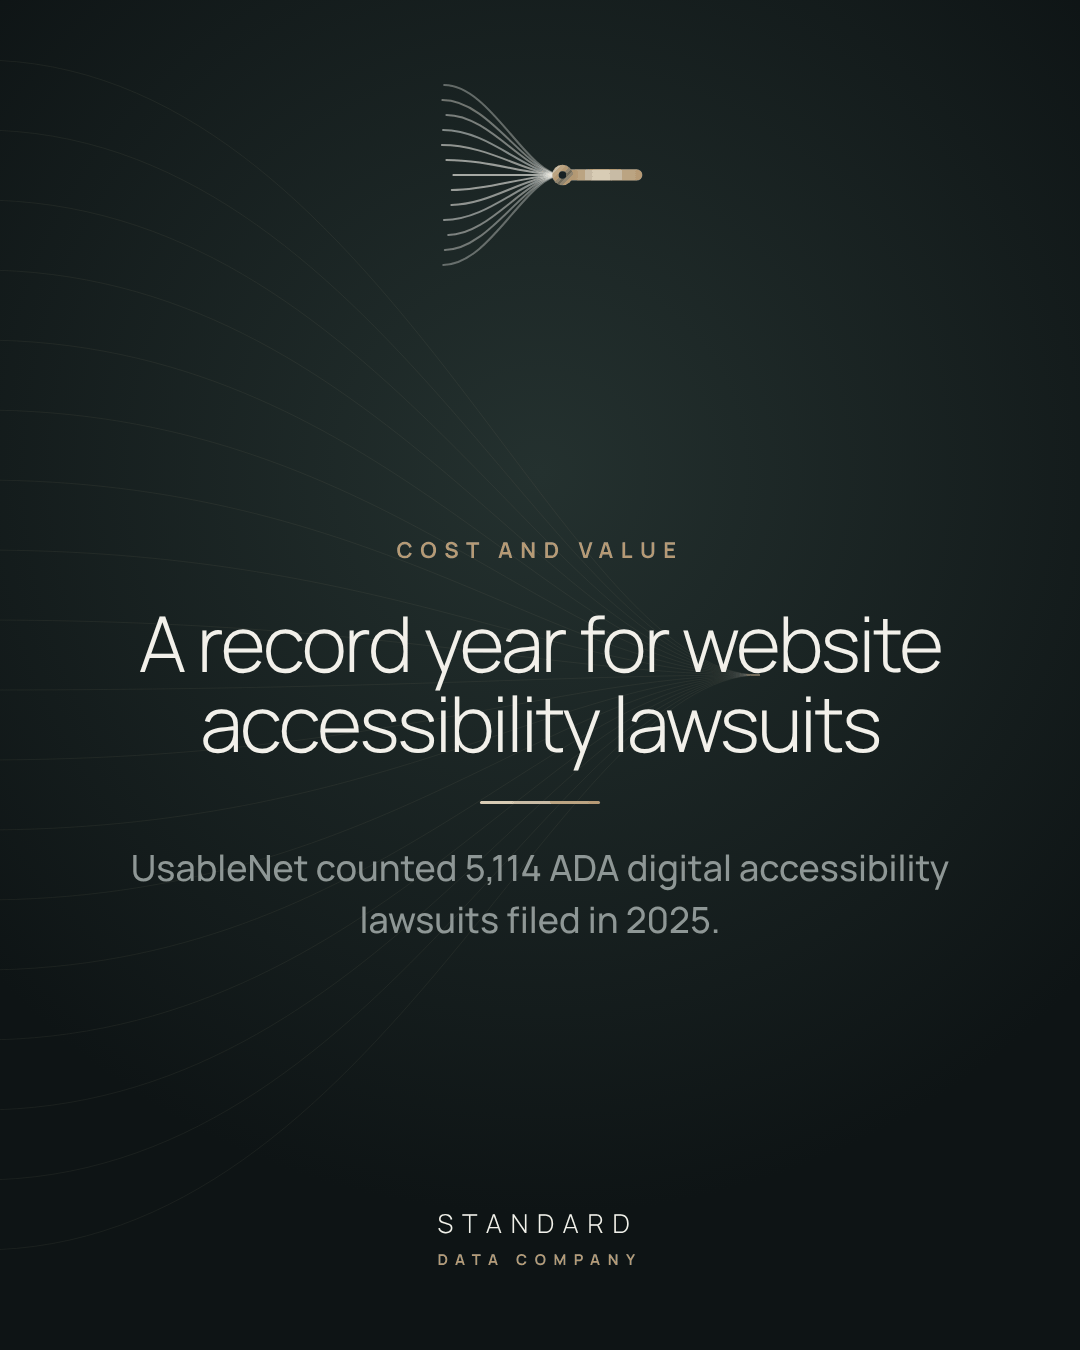 COST AND VALUE
A record year for website
accessibility lawsuits
UsableNet counted 5,114 ADA digital accessibility
lawsuits filed in 2025.
STANDARD
DATA COMPANY